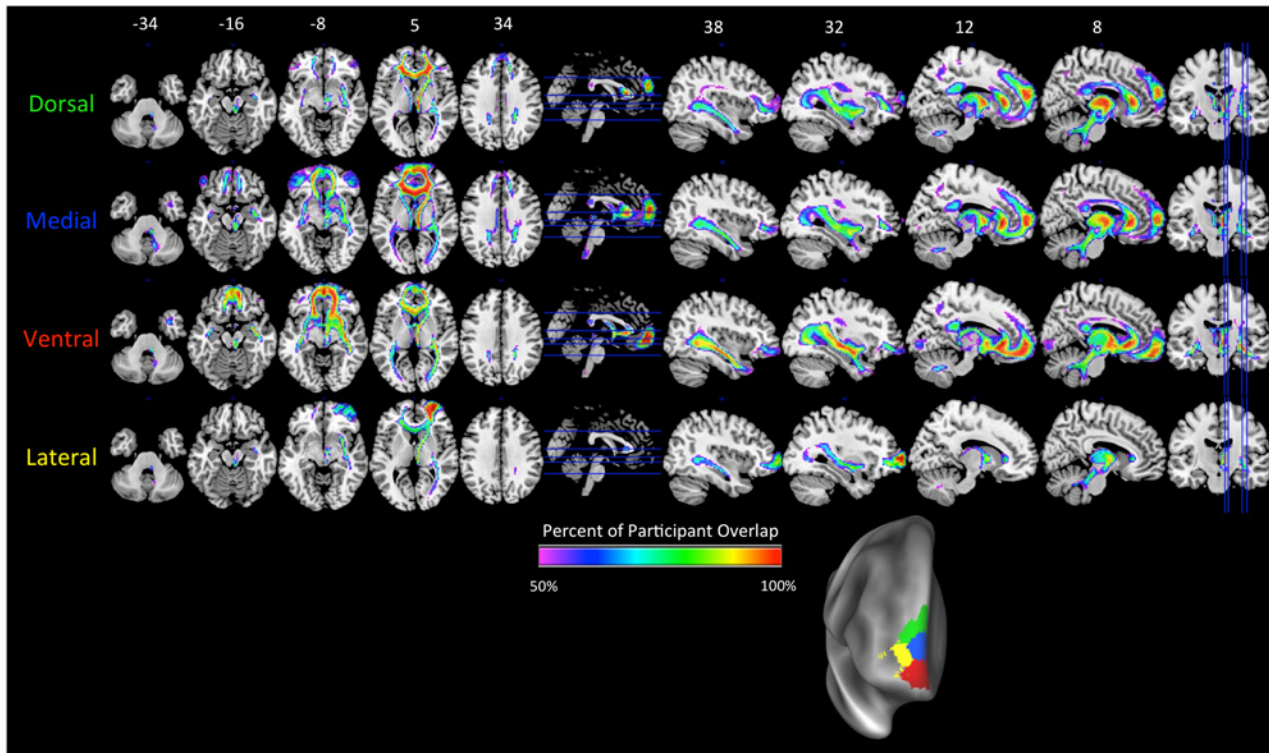 -34 -16 -8 5 34 38 32 12 8
Dorsal
Medial
Ventral
Lateral
Percent of Participant Overlap
50% 100%